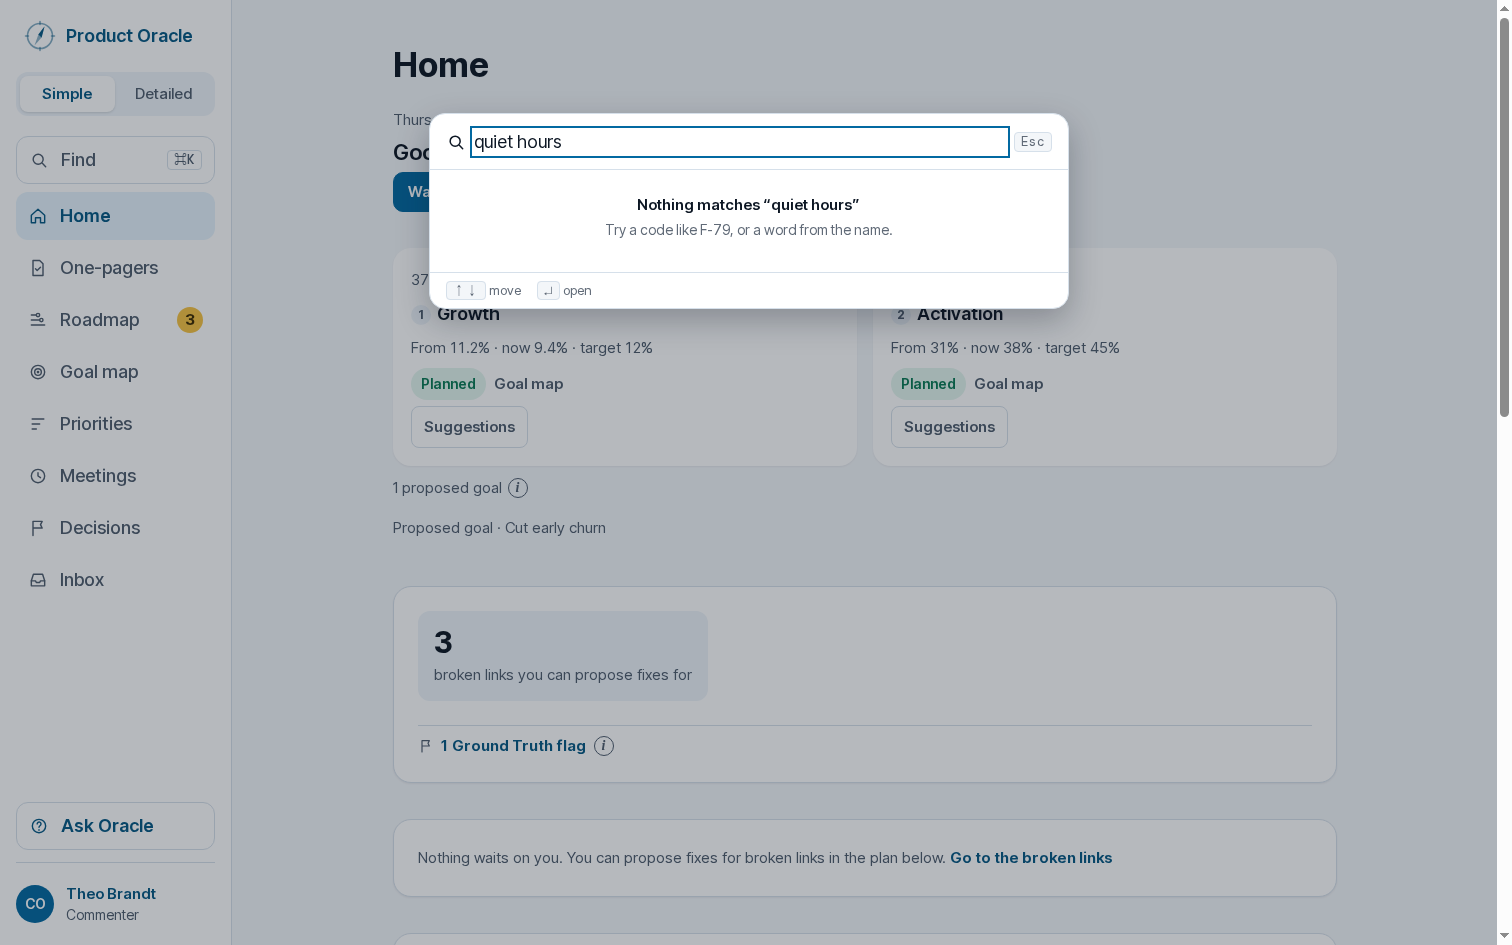 Product Oracle
Simple
Detailed
Find
⌘K
Home
One-pagers
Roadmap
3
Goal map
Priorities
Meetings
Decisions
Inbox
Ask Oracle
CO
Theo Brandt
Commenter
Home
quiet hours
Esc
Nothing matches “quiet hours”
Try a code like F-79, or a word from the name.
↑ ↓ move
↵ open
37
1 Growth
From 11.2% · now 9.4% · target 12%
Planned
Goal map
Suggestions
2 Activation
From 31% · now 38% · target 45%
Planned
Goal map
Suggestions
1 proposed goal i
Proposed goal · Cut early churn
3
broken links you can propose fixes for
1 Ground Truth flag i
Nothing waits on you. You can propose fixes for broken links in the plan below. Go to the broken links